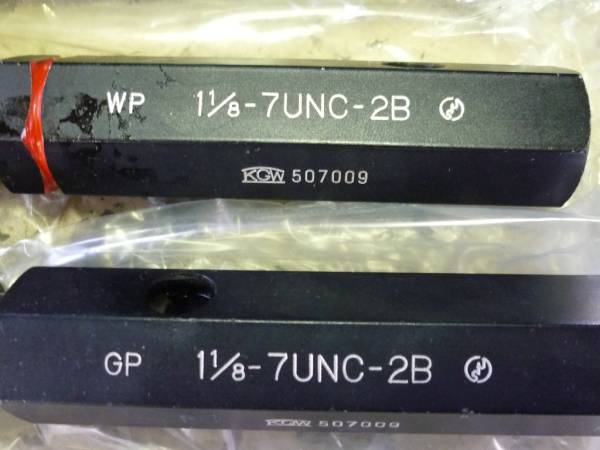 WP 1 1/8-7UNC-2B
KGW 507009
GP 1 1/8-7UNC-2B
KGW 507009